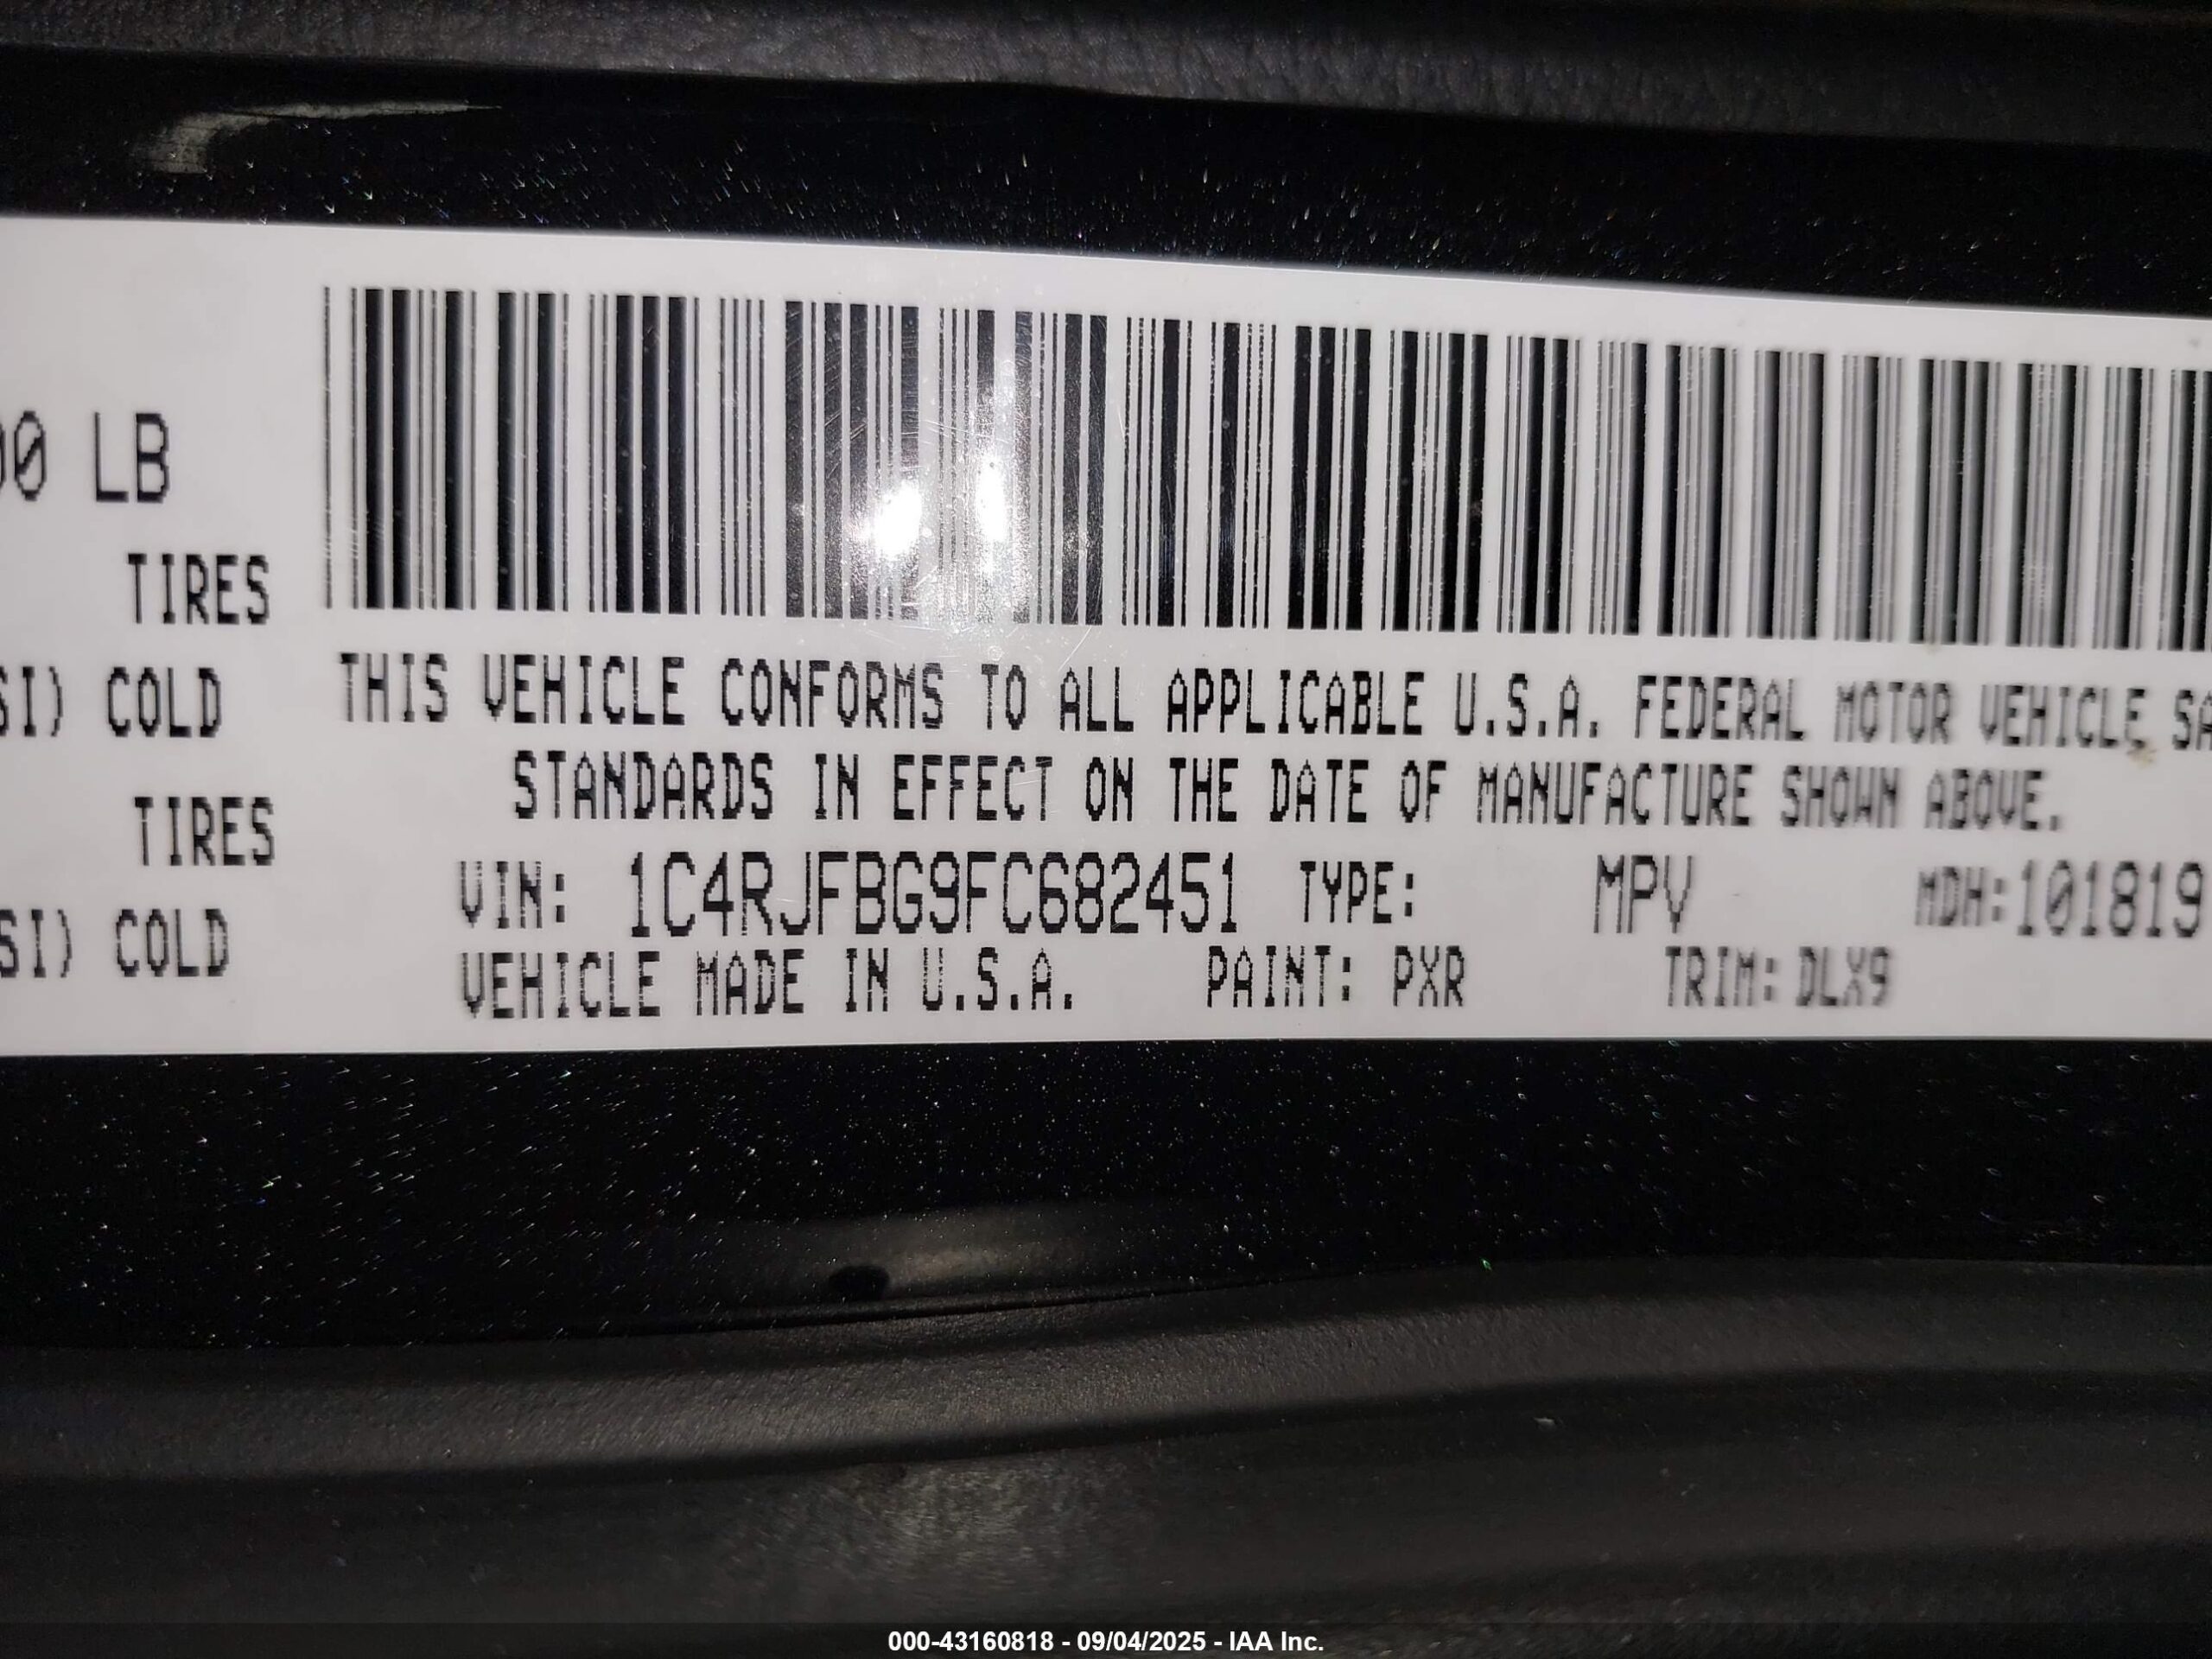 00 LB
TIRES
SI) COLD
TIRES
SI) COLD
THIS VEHICLE CONFORMS TO ALL APPLICABLE U.S.A. FEDERAL MOTOR VEHICLE SA
STANDARDS IN EFFECT ON THE DATE OF MANUFACTURE SHOWN ABOVE.
VIN: 1C4RJFBG9FC682451 TYPE: MPV MDH:101819
VEHICLE MADE IN U.S.A. PAINT: PXR TRIM: DLX9
000-43160818 - 09/04/2025 - IAA Inc.